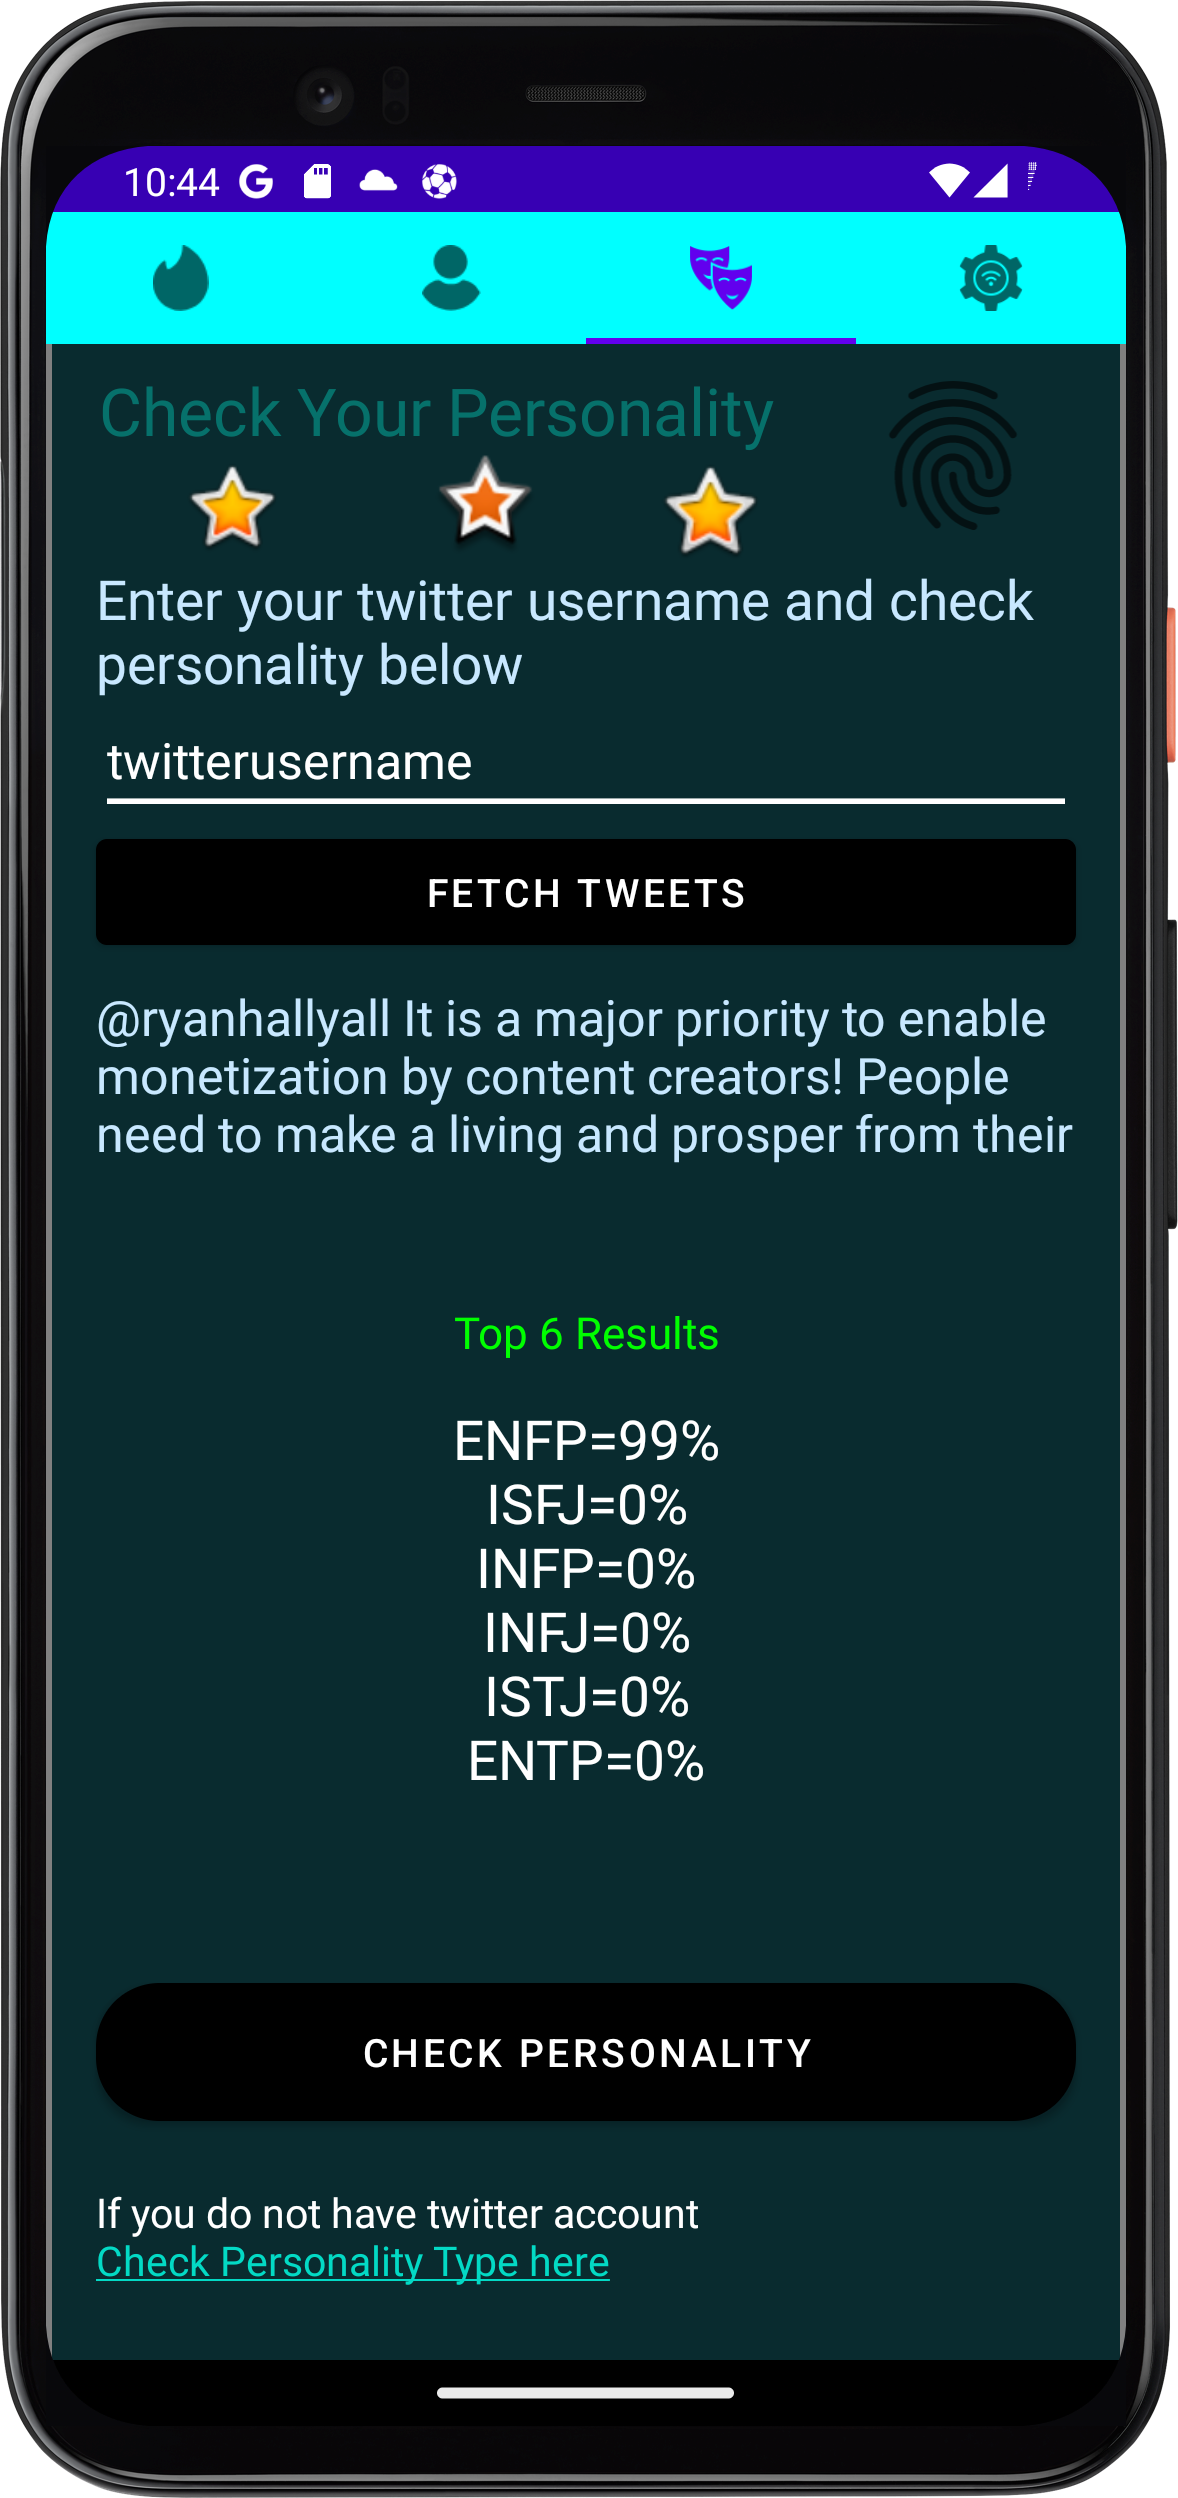 10:44
Check Your Personality
Enter your twitter username and check
personality below
twitterusername
FETCH TWEETS
@ryanhallyall It is a major priority to enable
monetization by content creators! People
need to make a living and prosper from their
Top 6 Results
ENFP=99%
ISFJ=0%
INFP=0%
INFJ=0%
ISTJ=0%
ENTP=0%
CHECK PERSONALITY
If you do not have twitter account
Check Personality Type here